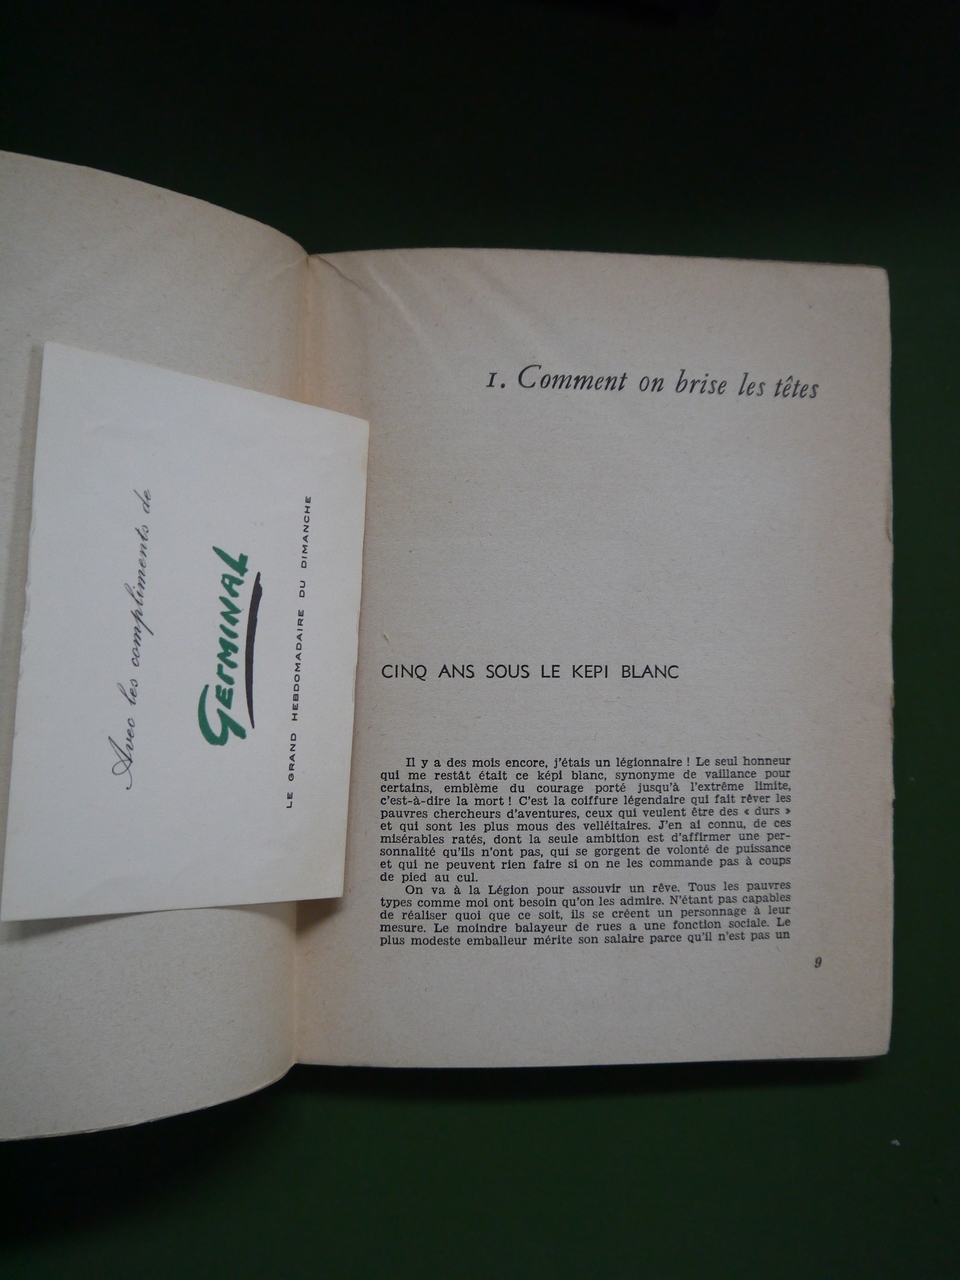 Avec les compliments de
GERMINAL
LE GRAND HEBDOMADAIRE DU DIMANCHE
1. Comment on brise les têtes
CINQ ANS SOUS LE KEPI BLANC
Il y a des mois encore, j'étais un légionnaire ! Le seul honneur
qui me restât était ce képi blanc, synonyme de vaillance pour
certains, emblème du courage porté jusqu'à l'extrême limite,
c'est-à-dire la mort ! C'est la coiffure légendaire qui fait rêver les
pauvres chercheurs d'aventures, ceux qui veulent être des « durs »
et qui sont les plus mous des velléitaires. J'en ai connu, de ces
misérables ratés, dont la seule ambition est d'affirmer une per-
sonnalité qu'ils n'ont pas, qui se gorgent de volonté de puissance
et qui ne peuvent rien faire si on ne les commande pas à coups
de pied au cul.
On va à la Légion pour assouvir un rêve. Tous les pauvres
types comme moi ont besoin qu'on les admire. N'étant pas capables
de réaliser quoi que ce soit, ils se créent un personnage à leur
mesure. Le moindre balayeur de rues a une fonction sociale. Le
plus modeste emballeur mérite son salaire parce qu'il n'est pas un
9